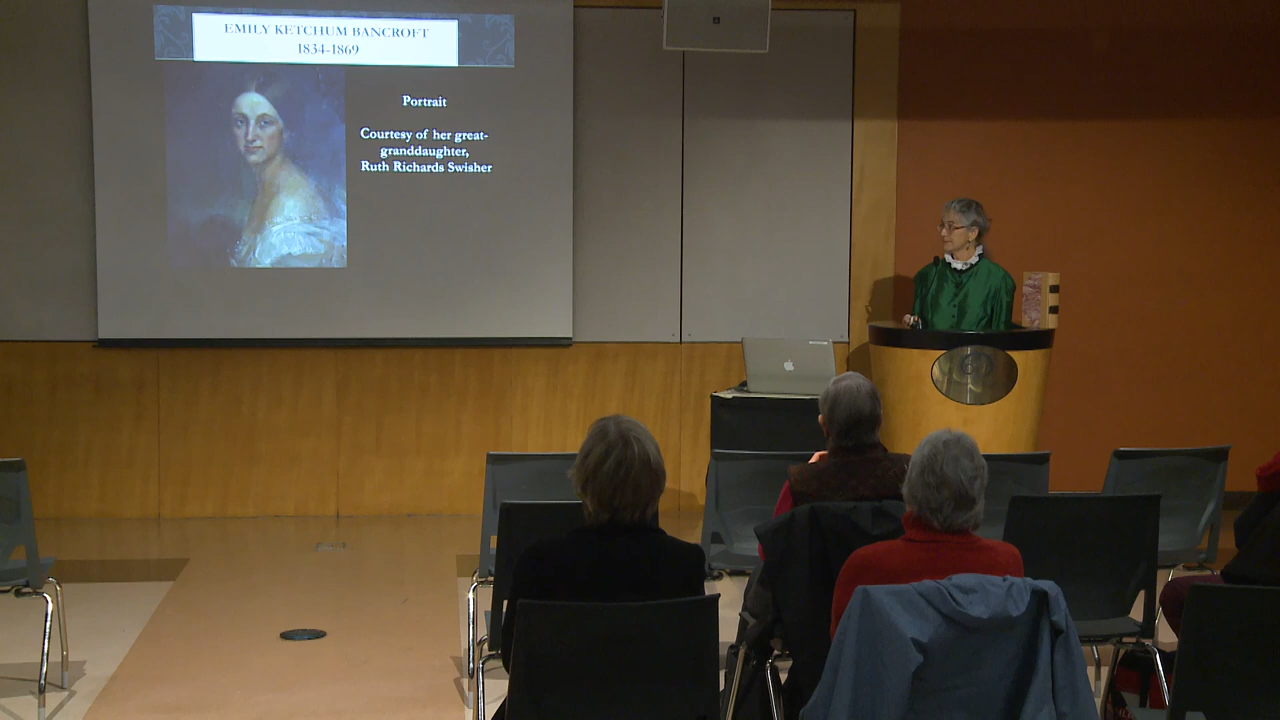 EMILY KETCHUM BANCROFT
1834-1869
Portrait
Courtesy of her great-
granddaughter,
Ruth Richards Swisher